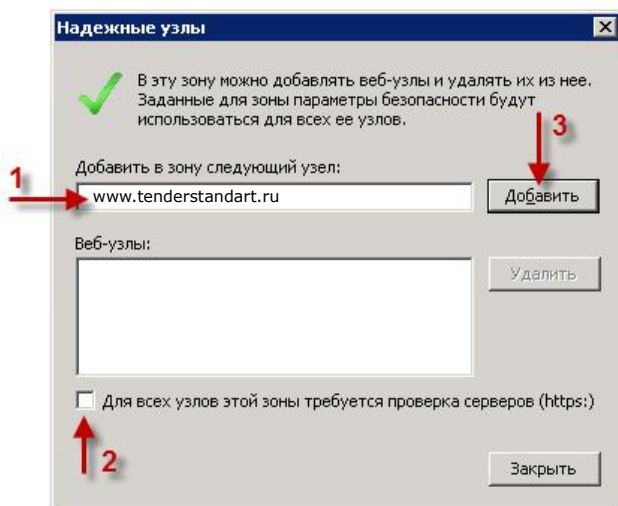 Надежные узлы
В эту зону можно добавлять веб-узлы и удалять их из нее.
Заданные для зоны параметры безопасности будут
использоваться для всех ее узлов.
3
Добавить в зону следующий узел:
1
www.tenderstandart.ru
Добавить
Веб-узлы:
Удалить
Для всех узлов этой зоны требуется проверка серверов (https:)
2
Закрыть